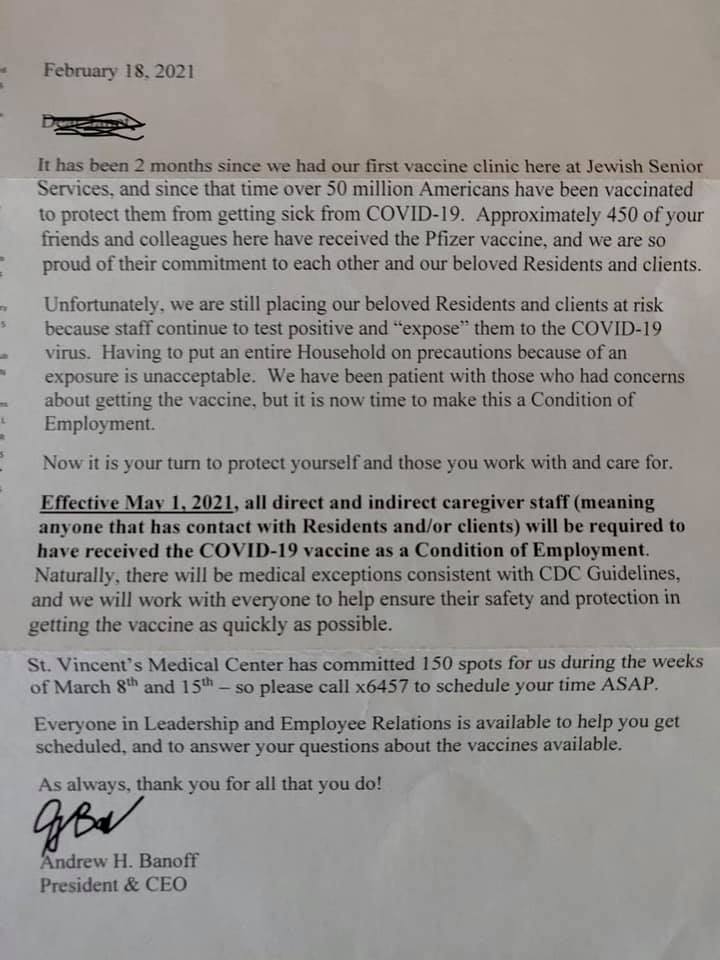 February 18, 2021
It has been 2 months since we had our first vaccine clinic here at Jewish Senior
Services, and since that time over 50 million Americans have been vaccinated
to protect them from getting sick from COVID-19. Approximately 450 of your
friends and colleagues here have received the Pfizer vaccine, and we are so
proud of their commitment to each other and our beloved Residents and clients.
Unfortunately, we are still placing our beloved Residents and clients at risk
because staff continue to test positive and “expose” them to the COVID-19
virus. Having to put an entire Household on precautions because of an
exposure is unacceptable. We have been patient with those who had concerns
about getting the vaccine, but it is now time to make this a Condition of
Employment.
Now it is your turn to protect yourself and those you work with and care for.
Effective May 1, 2021, all direct and indirect caregiver staff (meaning
anyone that has contact with Residents and/or clients) will be required to
have received the COVID-19 vaccine as a Condition of Employment.
Naturally, there will be medical exceptions consistent with CDC Guidelines,
and we will work with everyone to help ensure their safety and protection in
getting the vaccine as quickly as possible.
St. Vincent’s Medical Center has committed 150 spots for us during the weeks
of March 8th and 15th – so please call x6457 to schedule your time ASAP.
Everyone in Leadership and Employee Relations is available to help you get
scheduled, and to answer your questions about the vaccines available.
As always, thank you for all that you do!
Andrew H. Banoff
President & CEO